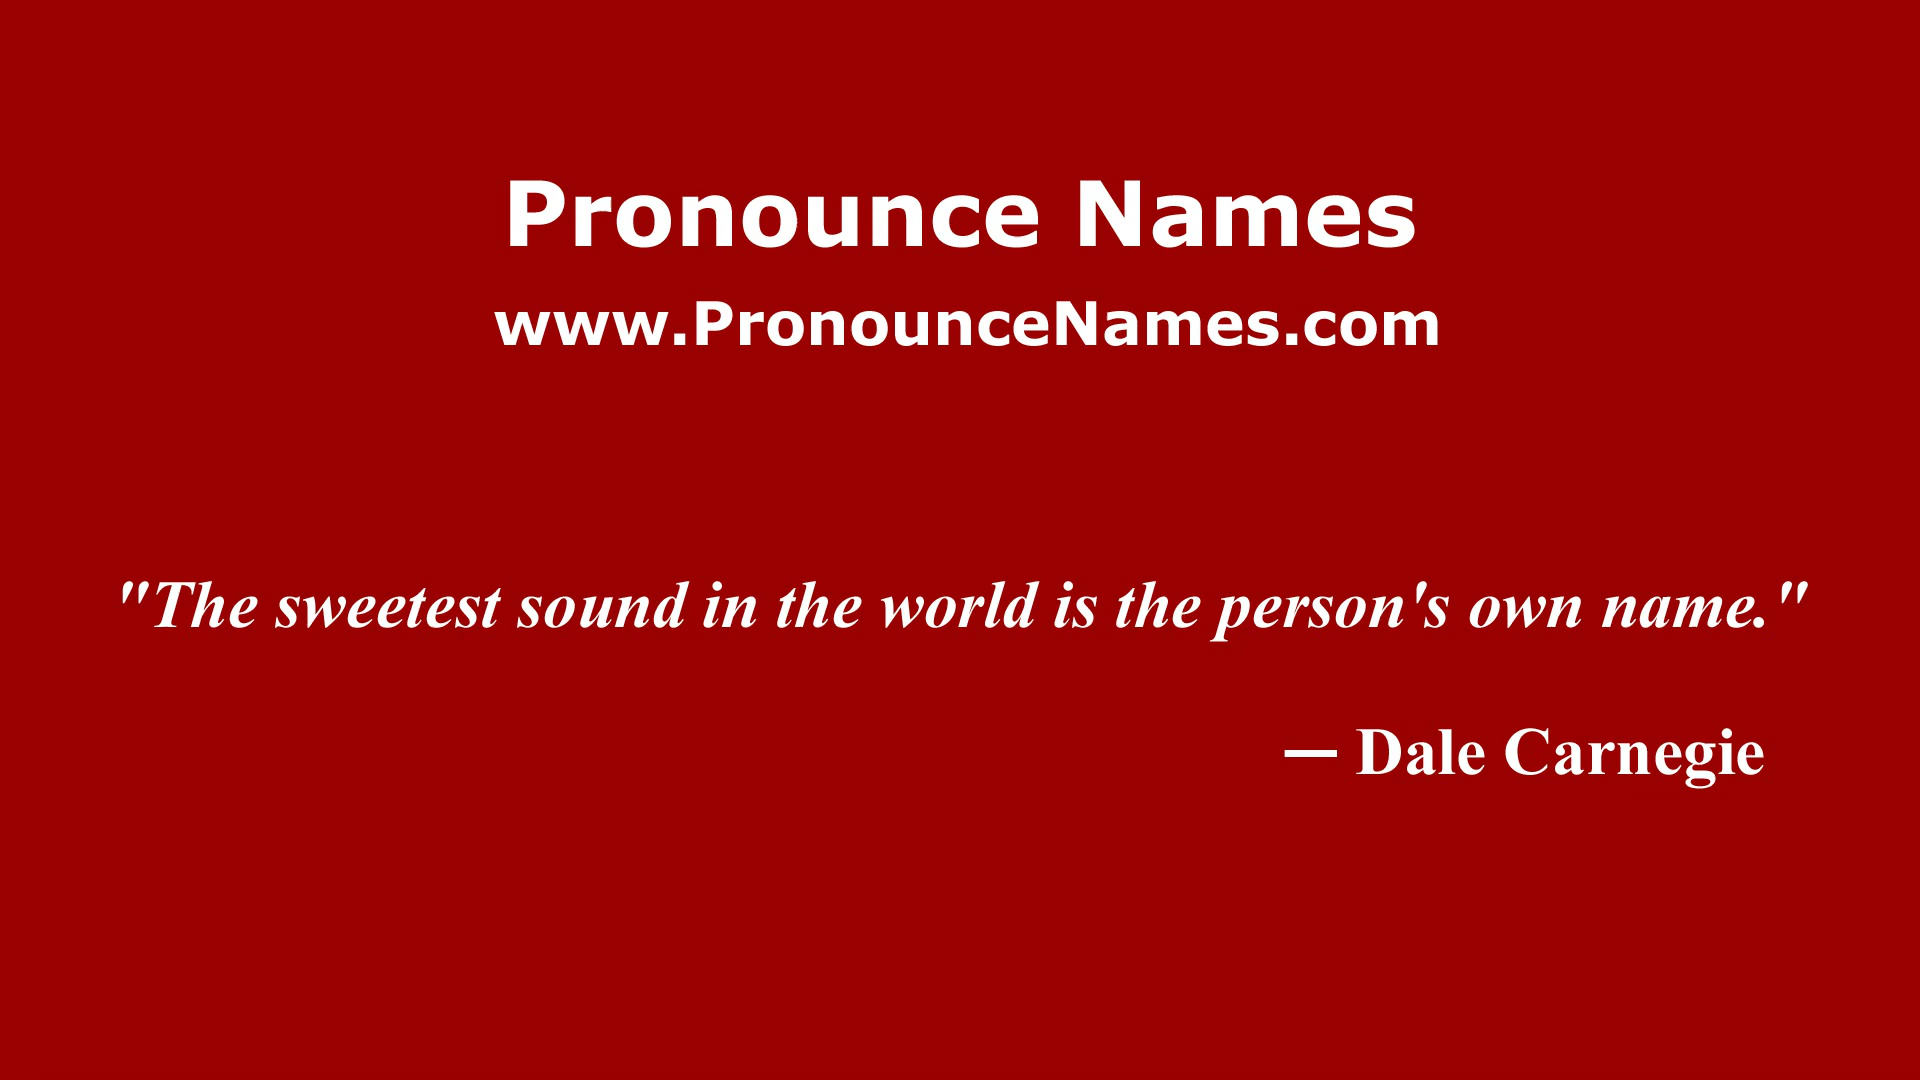 Pronounce Names
www.PronounceNames.com
"The sweetest sound in the world is the person's own name."
— Dale Carnegie